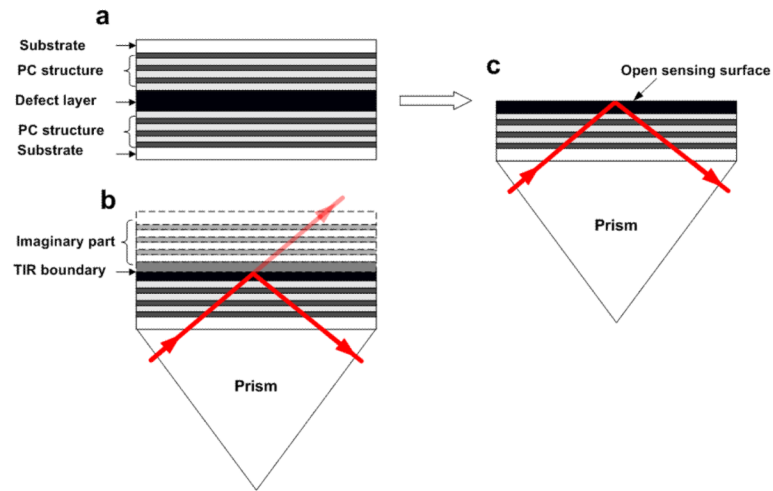 a
Substrate
PC structure
Defect layer
PC structure
Substrate
b
Imaginary part
TIR boundary
Prism
c
Open sensing surface
Prism